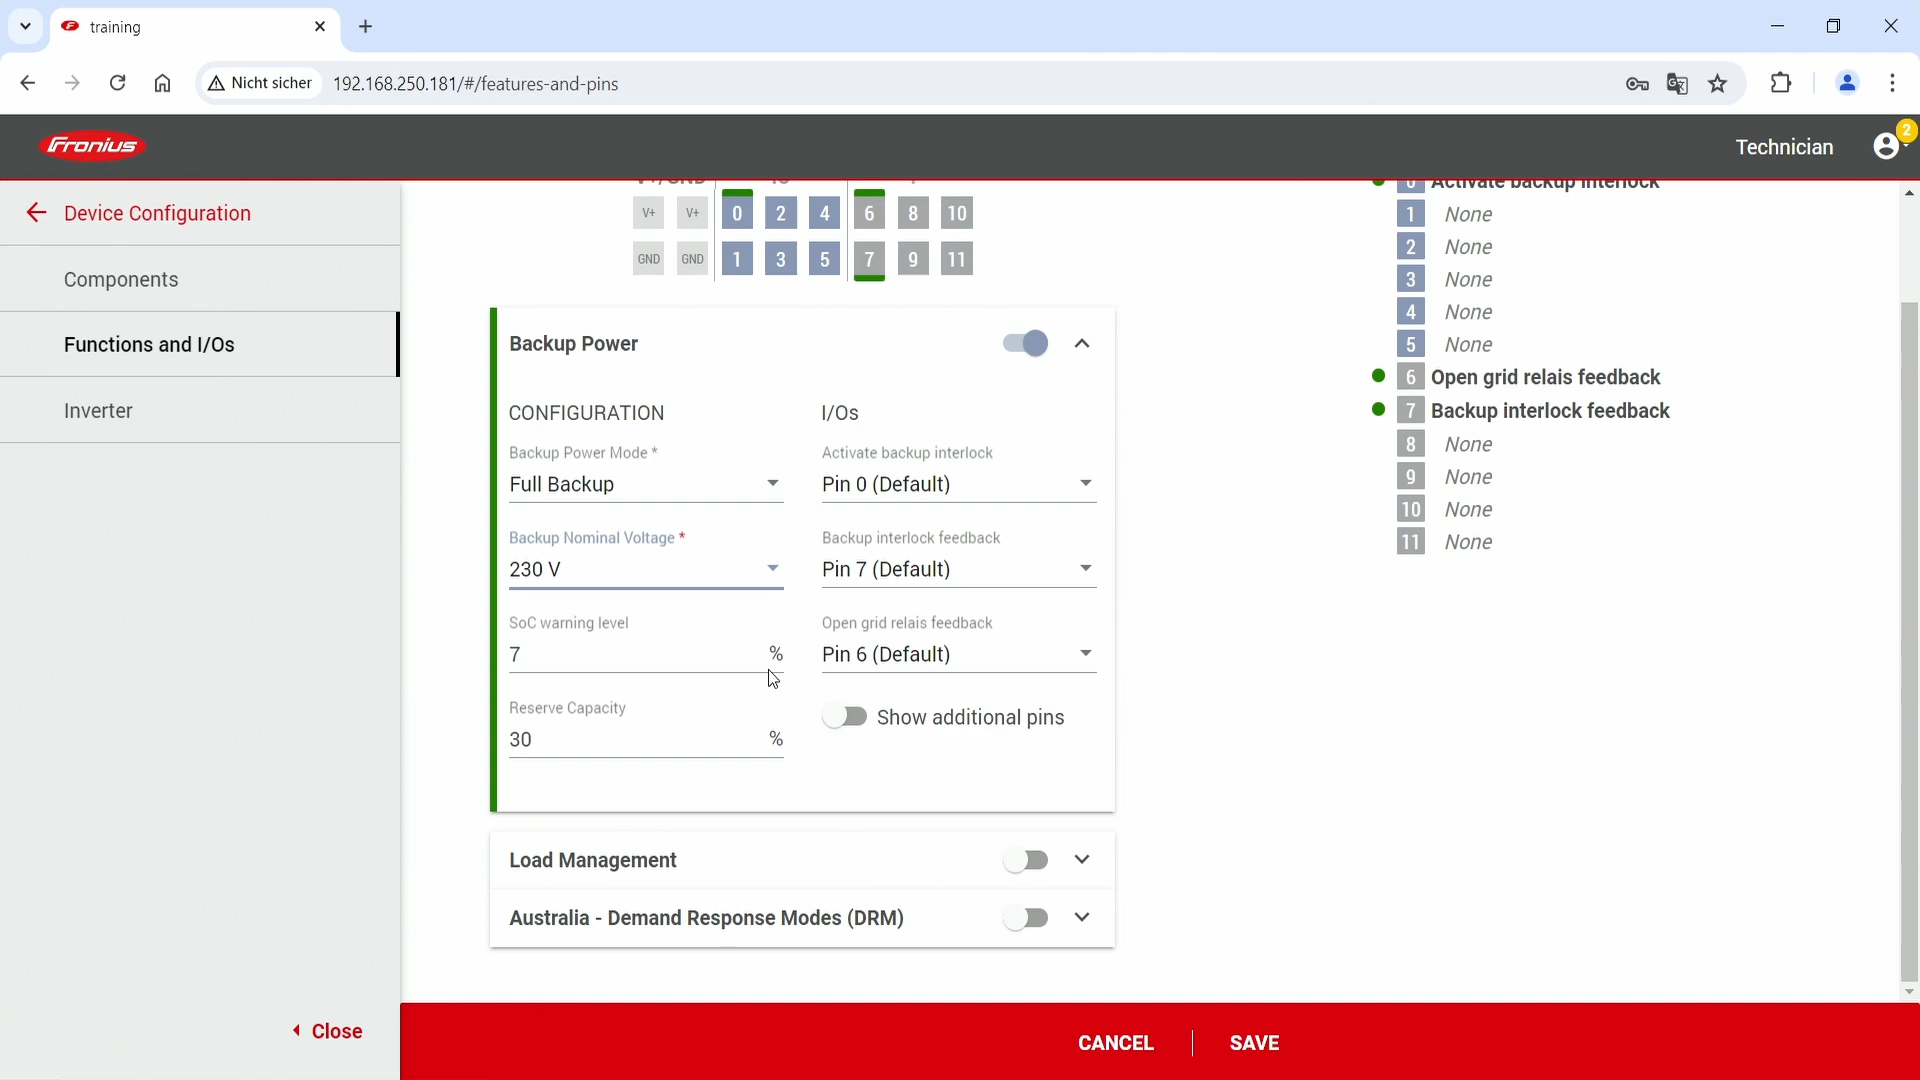 training
Nicht sicher 192.168.250.181/#/features-and-pins
Fronius
Technician 2
Device Configuration
Components
Functions and I/Os
Inverter
Close
V+ V+ 0 2 4 6 8 10
GND GND 1 3 5 7 9 11
Backup Power
CONFIGURATION
Backup Power Mode *
Full Backup
Backup Nominal Voltage *
230 V
SoC warning level
7 %
Reserve Capacity
30 %
I/Os
Activate backup interlock
Pin 0 (Default)
Backup interlock feedback
Pin 7 (Default)
Open grid relais feedback
Pin 6 (Default)
Show additional pins
Load Management
Australia - Demand Response Modes (DRM)
0 Activate backup interlock
1 None
2 None
3 None
4 None
5 None
6 Open grid relais feedback
7 Backup interlock feedback
8 None
9 None
10 None
11 None
CANCEL SAVE